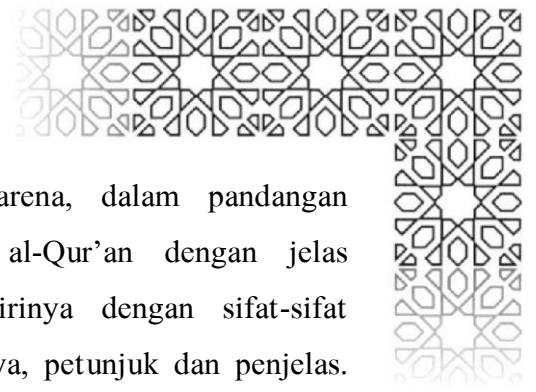 arena, dalam pandangan
al-Qur’an dengan jelas
irinya dengan sifat-sifat
ya, petunjuk dan penjelas.